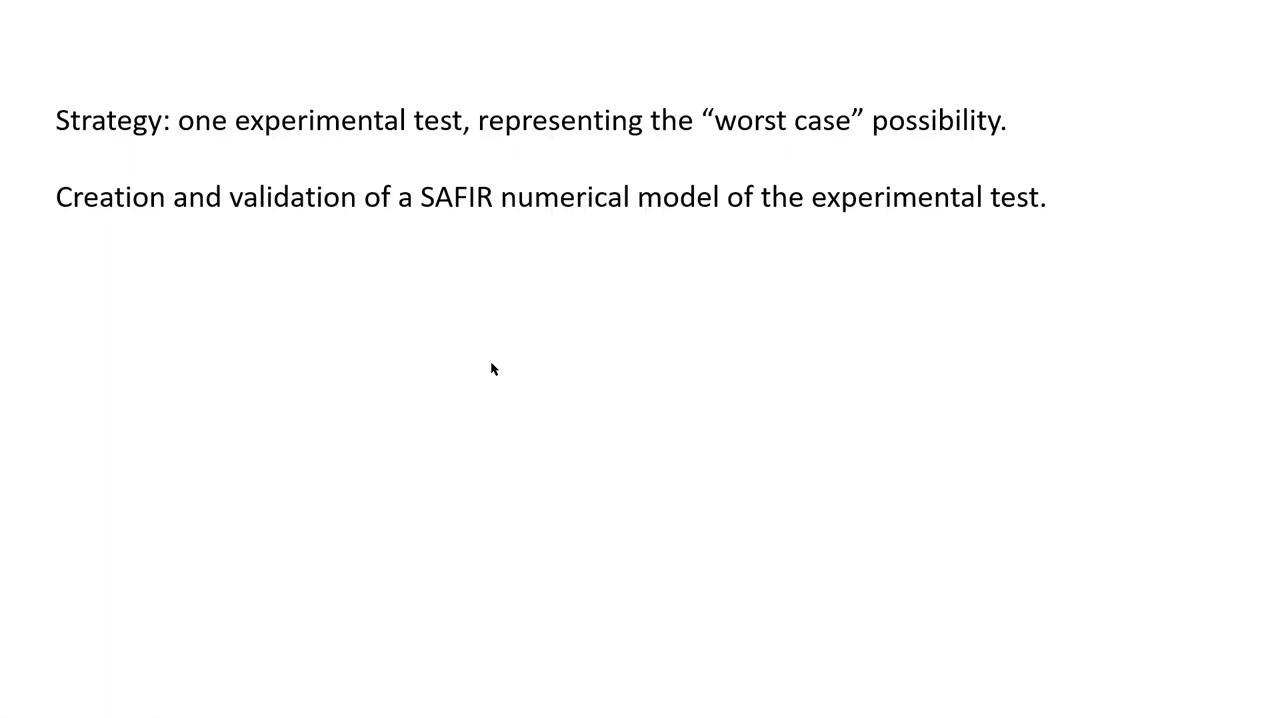 Strategy: one experimental test, representing the “worst case” possibility.
Creation and validation of a SAFIR numerical model of the experimental test.